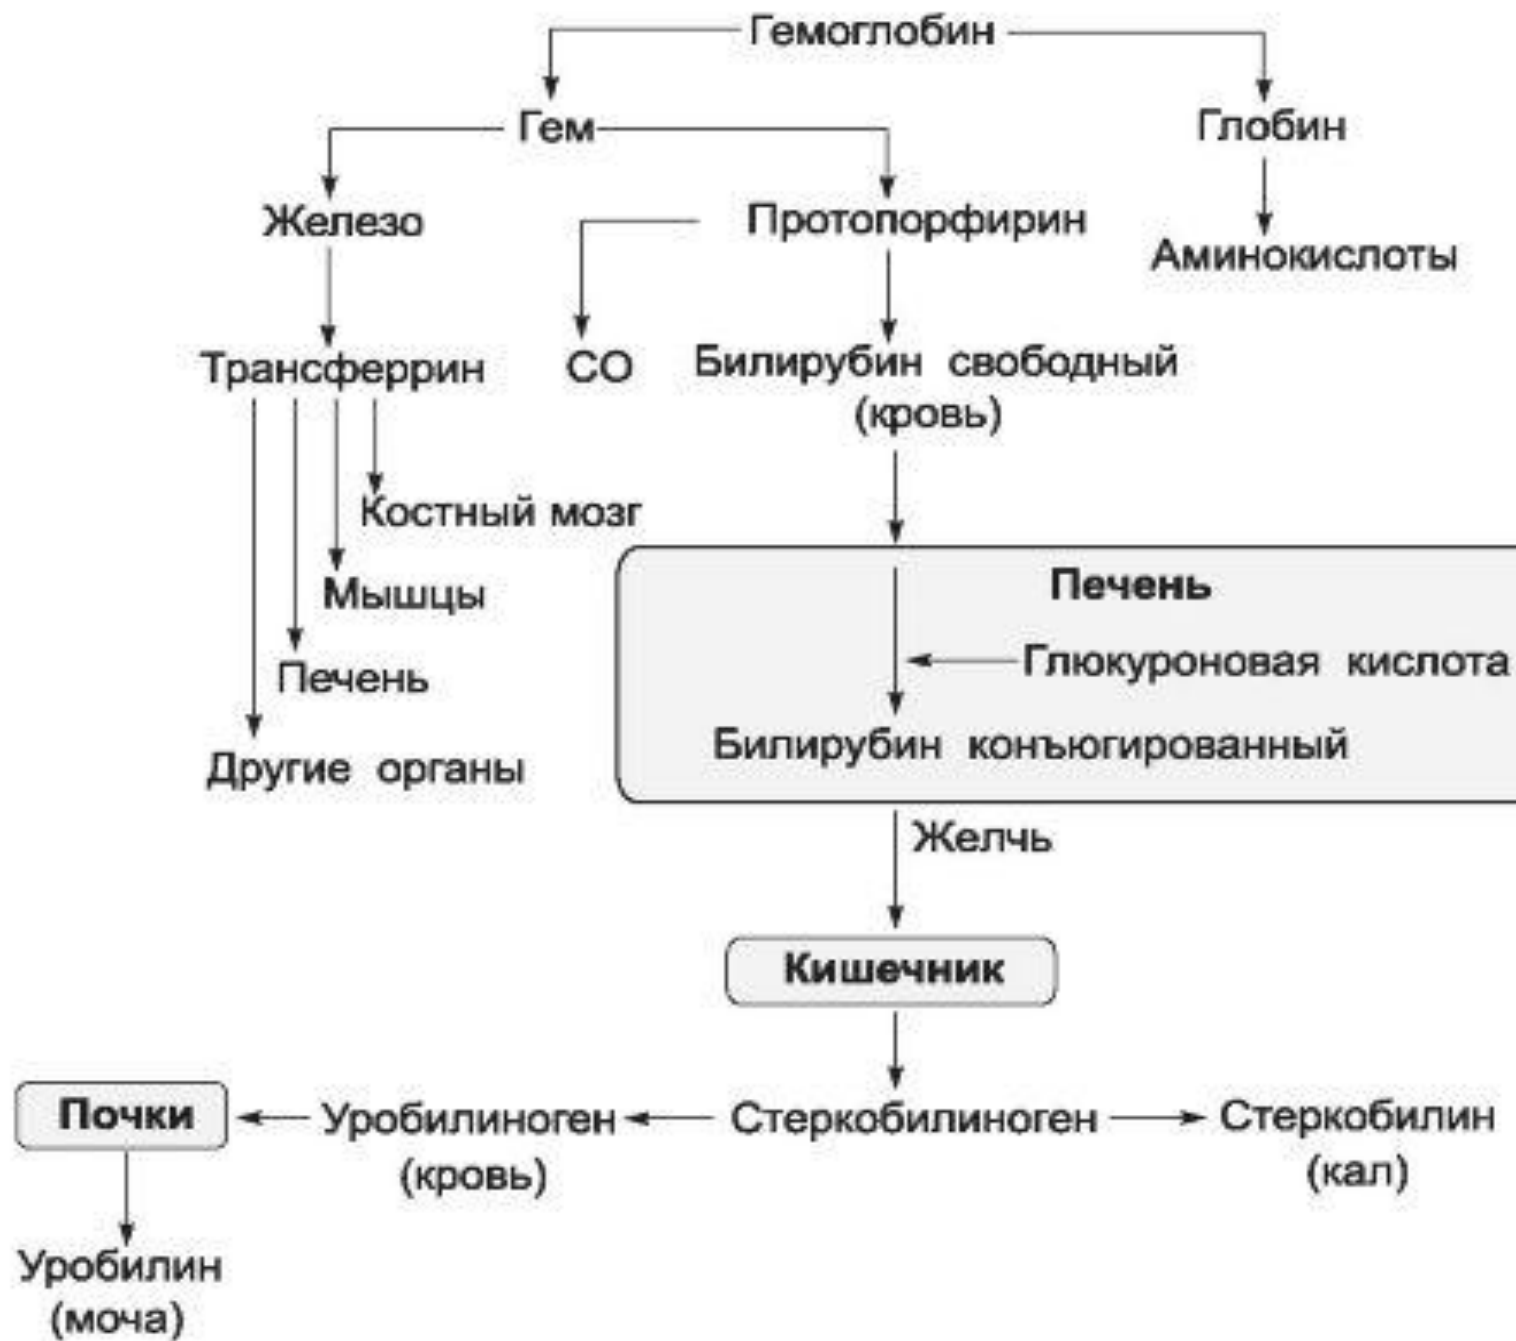 Гемоглобин
Гем
Глобин
Железо
Протопорфирин
Аминокислоты
Трансферрин
СО
Билирубин свободный
(кровь)
Костный мозг
Мышцы
Печень
Другие органы
Печень
Глюкуроновая кислота
Билирубин конъюгированный
Желчь
Кишечник
Почки
Уробилиноген
(кровь)
Стеркобилиноген
Стеркобилин
(кал)
Уробилин
(моча)